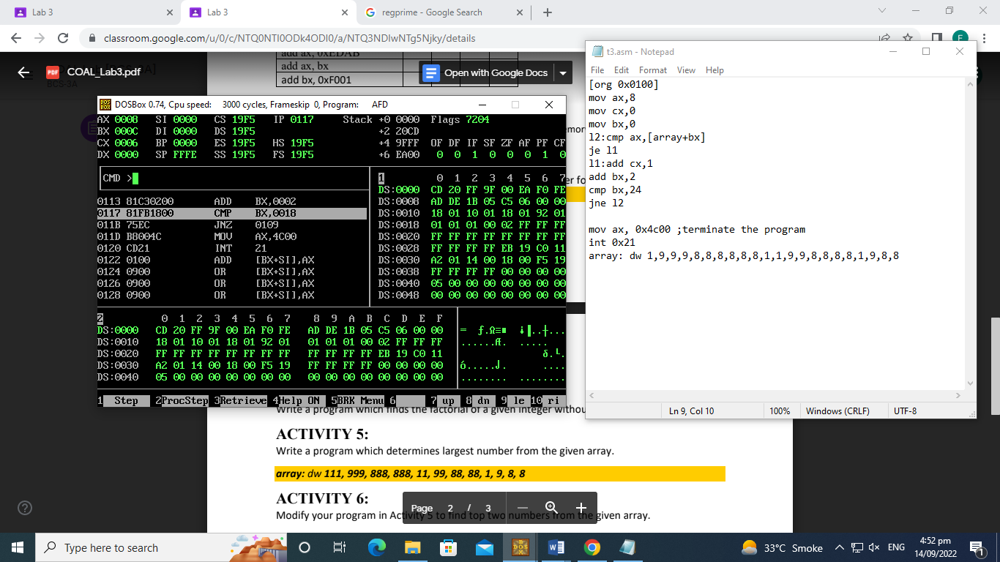 Lab 3
Lab 3
regprime - Google Search
classroom.google.com/u/0/c/NTQ0NTI0ODk4ODI0/a/NTQ3NDIwNTg5Njky/details
COAL_Lab3.pdf
BCS-3A
Open with Google Docs
add ax, 0xEDAB
add ax, bx
add bx, 0xF001
DOSBox 0.74, Cpu speed: 3000 cycles, Frameskip 0, Program: AFD
AX 0008 SI 0000 CS 19F5 IP 0117 Stack +0 0000 Flags 7204
BX 000C DI 0000 DS 19F5 +2 20CD
CX 0006 BP 0000 ES 19F5 HS 19F5 +4 9FFF OF DF IF SF ZF AF PF CF
DX 0000 SP FFFE SS 19F5 FS 19F5 +6 EA00 0 0 1 0 0 0 1 0
CMD >
1 0 1 2 3 4 5 6 7
DS:0000 CD 20 FF 9F 00 EA F0 FE
DS:0008 AD DE 1B 05 C5 06 00 00
DS:0010 18 01 10 01 18 01 92 01
DS:0018 01 01 01 00 02 FF FF FF
DS:0020 FF FF FF FF FF FF FF FF
DS:0028 FF FF FF FF EB 19 C0 11
DS:0030 A2 01 14 00 18 00 F5 19
DS:0038 FF FF FF FF 00 00 00 00
DS:0040 05 00 00 00 00 00 00 00
DS:0048 00 00 00 00 00 00 00 00
0113 81C30200 ADD BX,0002
0117 81FB1800 CMP BX,0018
011B 75EC JNZ 0109
011D B8004C MOV AX,4C00
0120 CD21 INT 21
0122 0100 ADD [BX+SI],AX
0124 0900 OR [BX+SI],AX
0126 0900 OR [BX+SI],AX
0128 0900 OR [BX+SI],AX
2 0 1 2 3 4 5 6 7 8 9 A B C D E F
DS:0000 CD 20 FF 9F 00 EA F0 FE AD DE 1B 05 C5 06 00 00
DS:0010 18 01 10 01 18 01 92 01 01 01 01 00 02 FF FF FF
DS:0020 FF FF FF FF FF FF FF FF FF FF FF FF EB 19 C0 11
DS:0030 A2 01 14 00 18 00 F5 19 FF FF FF FF 00 00 00 00
DS:0040 05 00 00 00 00 00 00 00 00 00 00 00 00 00 00 00
1 Step 2ProcStep 3Retrieve 4Help ON 5BRK Menu 6 7 up 8 dn 9 le 10 ri
t3.asm - Notepad
File Edit Format View Help
[org 0x0100]
mov ax,8
mov cx,0
mov bx,0
l2:cmp ax,[array+bx]
je l1
l1:add cx,1
add bx,2
cmp bx,24
jne l2
mov ax, 0x4c00 ;terminate the program
int 0x21
array: dw 1,9,9,9,8,8,8,8,8,8,1,1,9,9,8,8,8,8,1,9,8,8
Ln 9, Col 10 100% Windows (CRLF) UTF-8
Write a program which finds the factorial of a given integer withou
ACTIVITY 5:
Write a program which determines largest number from the given array.
array: dw 111, 999, 888, 888, 11, 99, 88, 88, 1, 9, 8, 8
ACTIVITY 6:
Modify your program in Activity 5 to find top two numbers from the given array.
Page 2 / 3
Type here to search
33°C Smoke
ENG
4:52 pm
14/09/2022
1